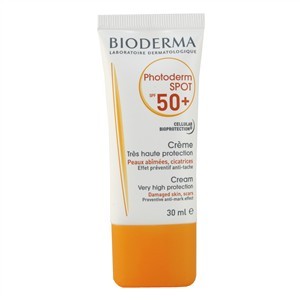 BIODERMA
LABORATOIRE DERMATOLOGIQUE
Photoderm
SPOT
SPF 50+
CELLULAR
BIOPROTECTION
Crème
Très haute protection
Peaux abîmées, cicatrices
Effet préventif anti-tache
Cream
Very high protection
Damaged skin, scars
Preventive anti-mark effect
30 ml ℮